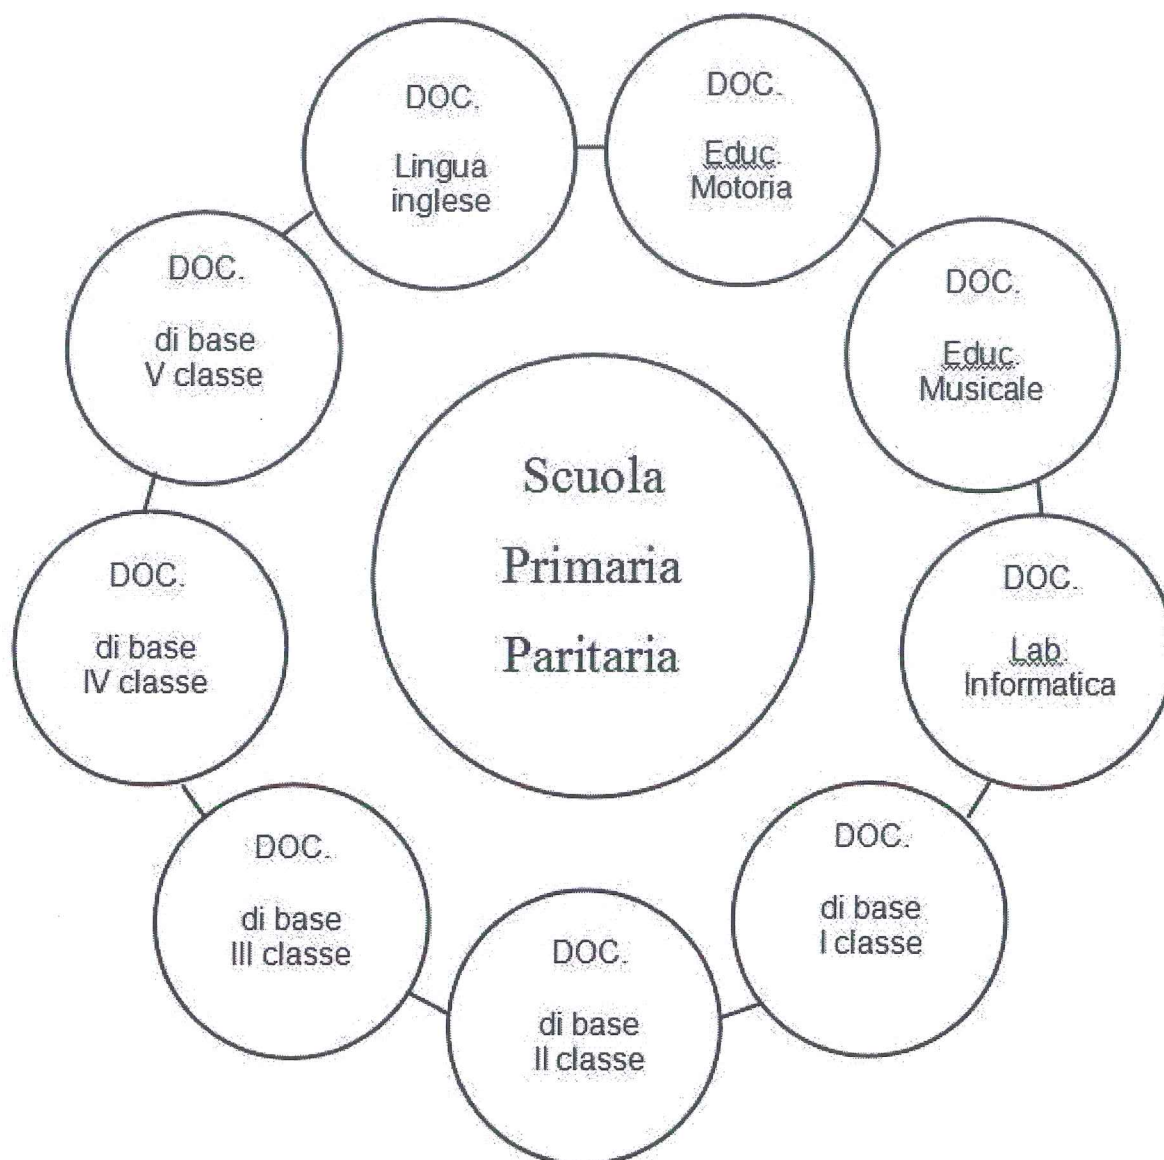 DOC.
Lingua
inglese
DOC.
Educ.
Motoria
DOC.
Educ.
Musicale
DOC.
Lab.
Informatica
DOC.
di base
I classe
DOC.
di base
II classe
DOC.
di base
III classe
DOC.
di base
IV classe
DOC.
di base
V classe
Scuola
Primaria
Paritaria